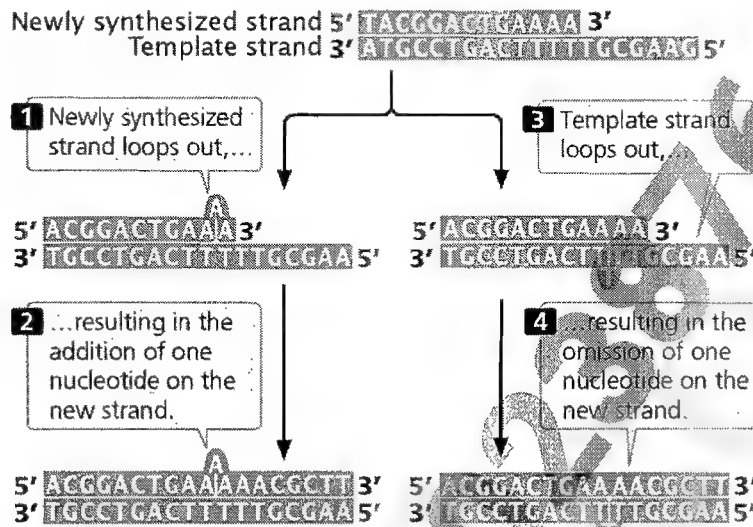 Newly synthesized strand 5′ TACGGACTGAAAA 3′
Template strand 3′ ATGCCTGACTTTTTGCGAAG 5′
1 Newly synthesized
strand loops out,...
3 Template strand
loops out,...
A
5′ ACGGACTGAAA 3′
3′ TGCCTGACTTTTTGCGAA 5′
5′ ACGGACTGAAAA 3′
3′ TGCCTGACTTTTGCGAA 5′
2 ...resulting in the
addition of one
nucleotide on the
new strand.
4 ...resulting in the
omission of one
nucleotide on the
new strand.
A
5′ ACGGACTGAAAAACGCTT 3′
3′ TGCCTGACTTTTTGCGAA 5′
5′ ACGGACTGAAAACGCTT 3′
3′ TGCCTGACTTTTGCGAA 5′